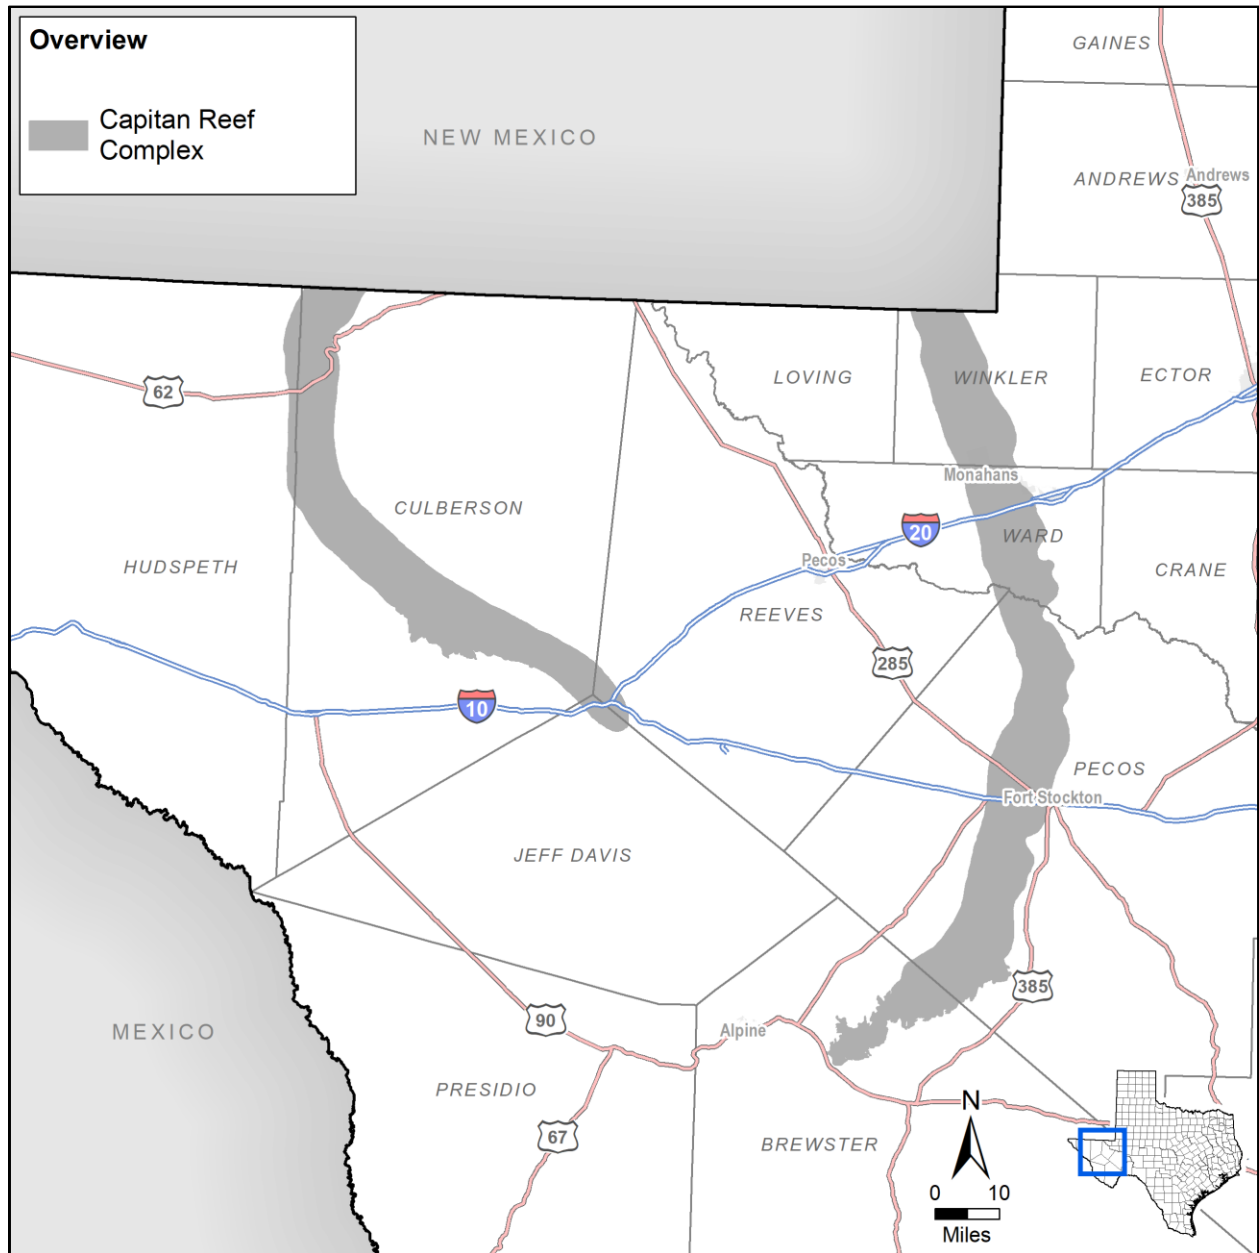 Overview
Capitan Reef
Complex
NEW MEXICO
GAINES
ANDREWS
Andrews
385
LOVING
WINKLER
ECTOR
62
Monahans
CULBERSON
20
WARD
HUDSPETH
Pecos
CRANE
REEVES
285
10
PECOS
Fort Stockton
JEFF DAVIS
385
90
Alpine
MEXICO
PRESIDIO
67
BREWSTER
N
0 10
Miles